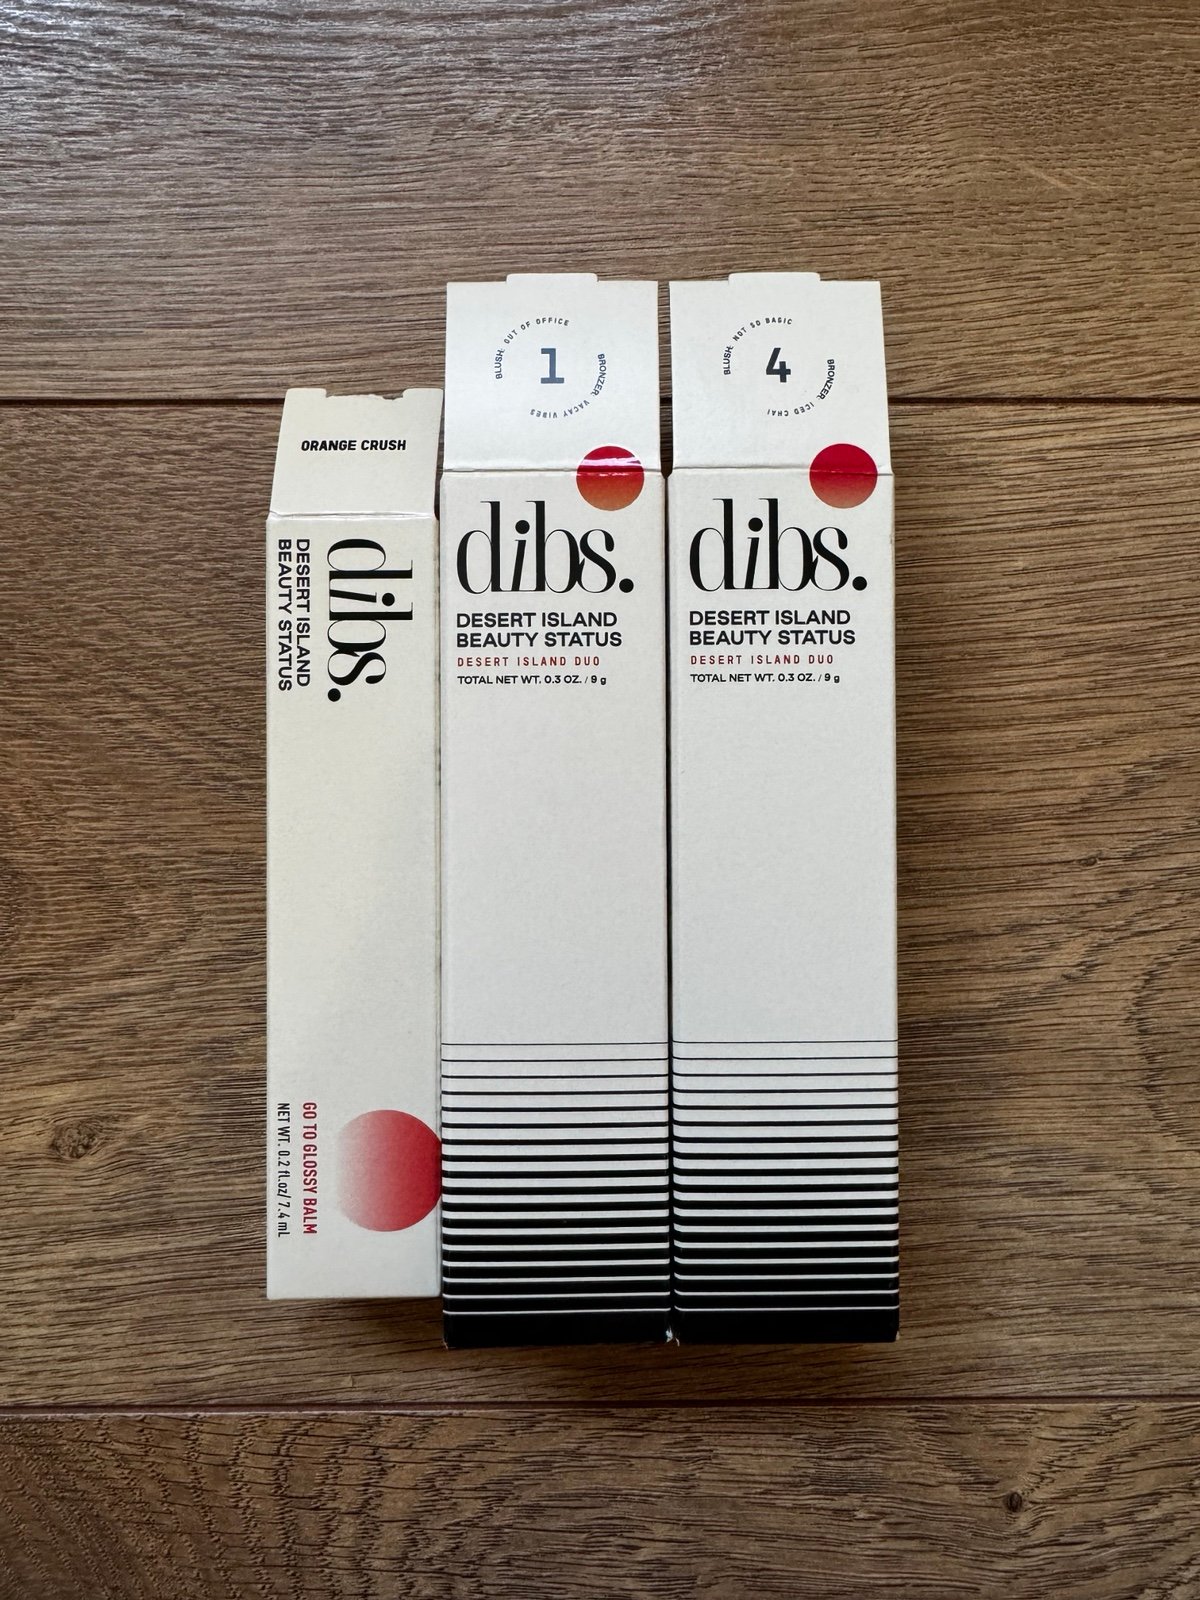 ORANGE CRUSH
dibs.
DESERT ISLAND
BEAUTY STATUS
GO TO GLOSSY BALM
NET WT. 0.2 fl.oz/ 7.4 mL
BLUSH: OUT OF OFFICE
BRONZER: VACAY VIBES
1
dibs.
DESERT ISLAND
BEAUTY STATUS
DESERT ISLAND DUO
TOTAL NET WT. 0.3 OZ. / 9 g
BLUSH: NOT SO BASIC
BRONZER: ICED CHAI
4
dibs.
DESERT ISLAND
BEAUTY STATUS
DESERT ISLAND DUO
TOTAL NET WT. 0.3 OZ. / 9 g